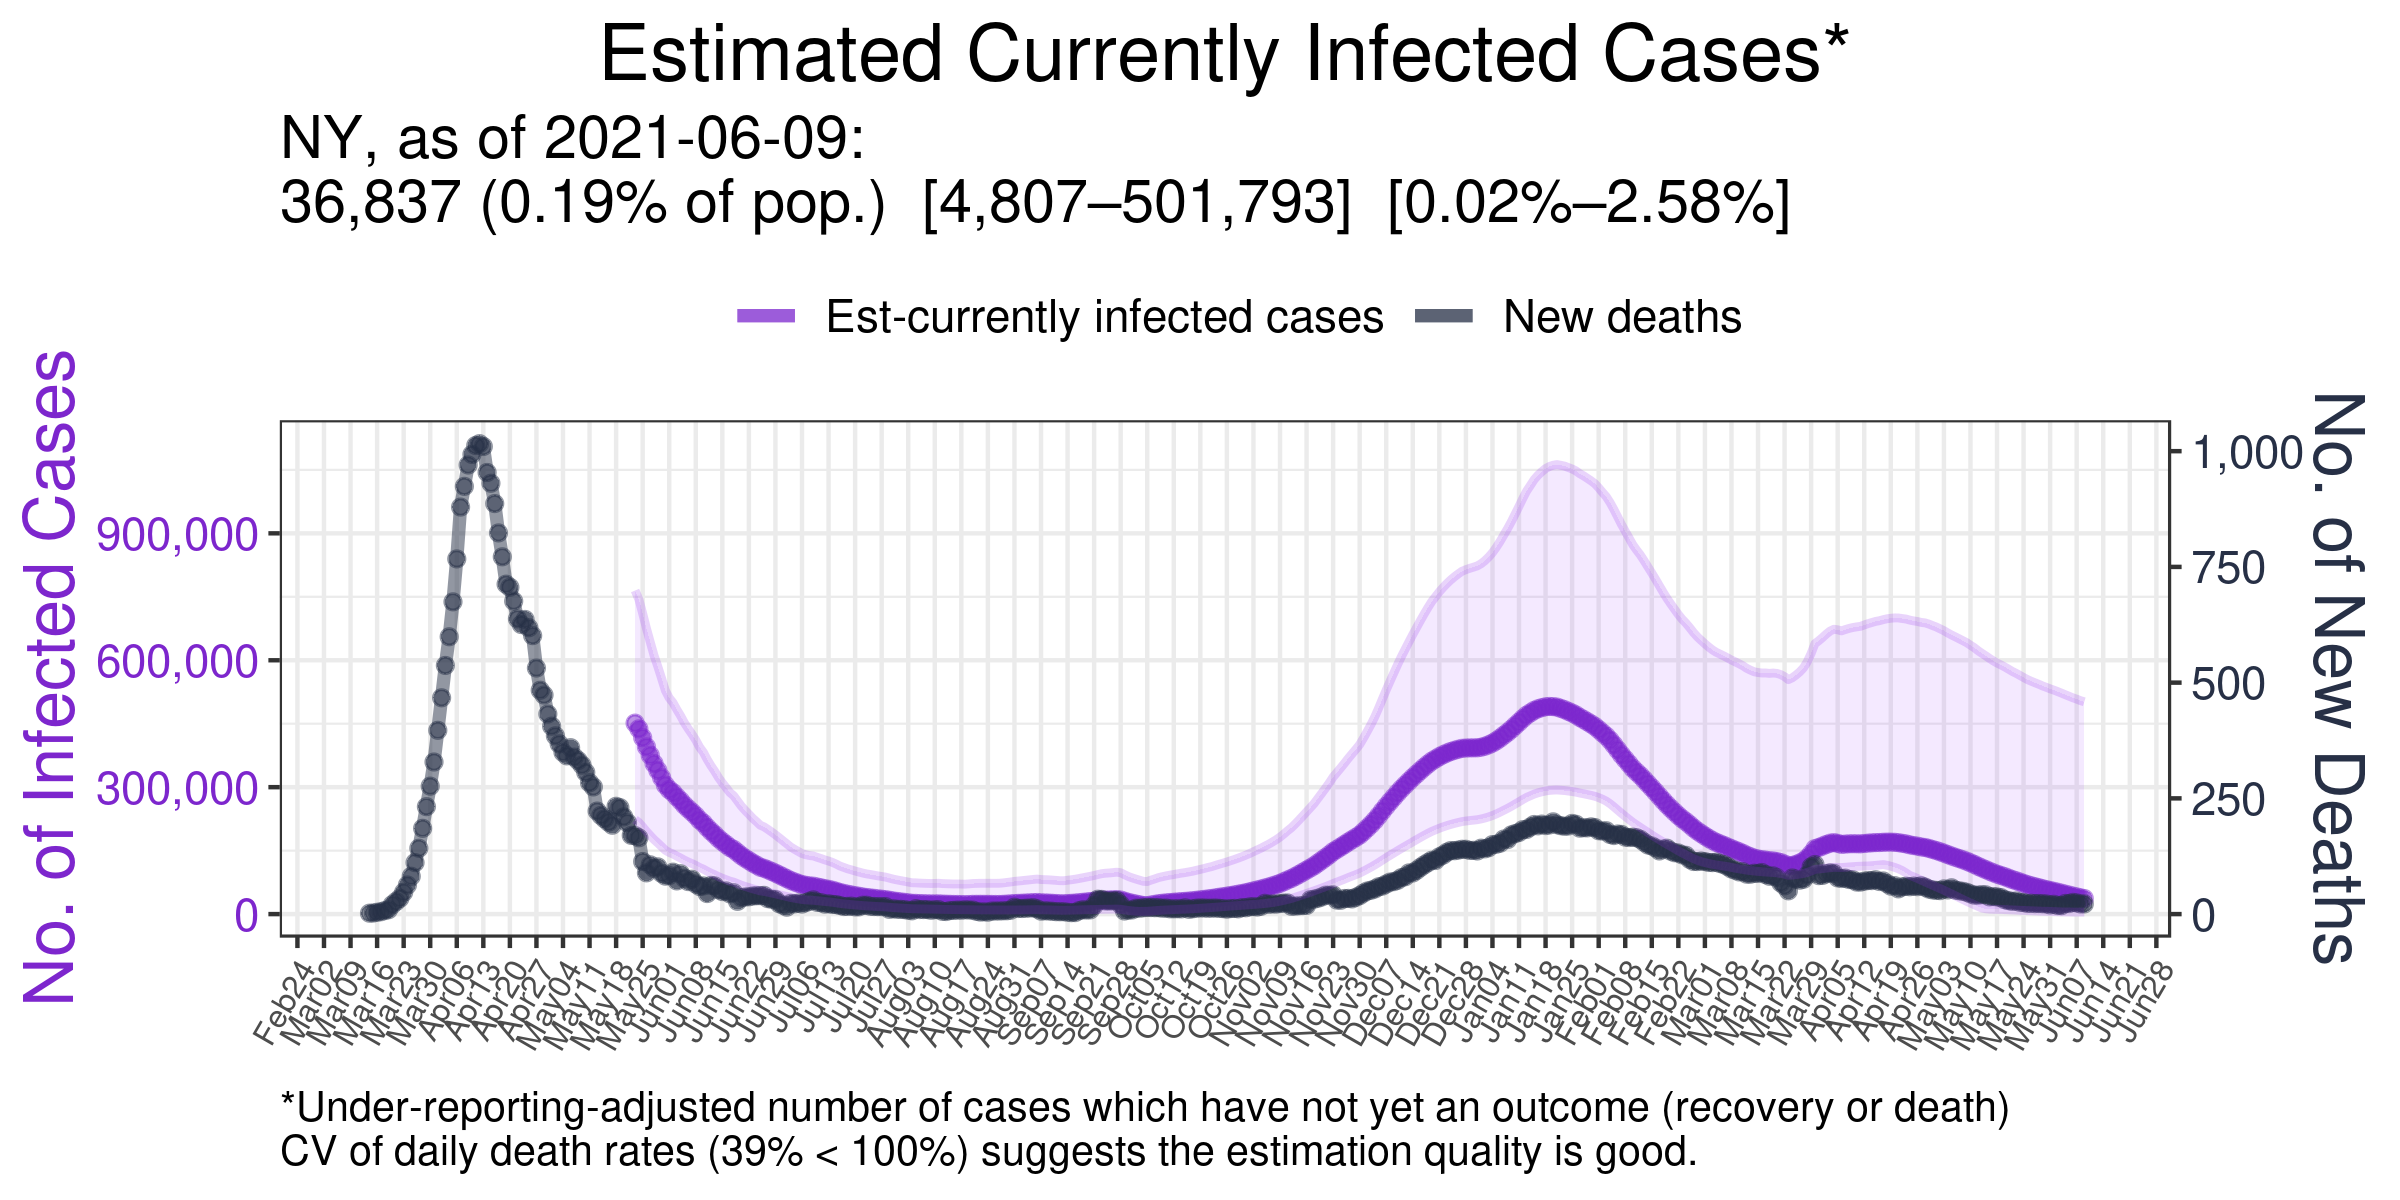 Estimated Currently Infected Cases*
NY, as of 2021-06-09:
36,837 (0.19% of pop.) [4,807–501,793] [0.02%–2.58%]
Est-currently infected cases New deaths
No. of Infected Cases
900,000
600,000
300,000
0
1,000
750
500
250
0
No. of New Deaths
Feb24 Mar02 Mar09 Mar16 Mar23 Mar30 Apr06 Apr13 Apr20 Apr27 May04 May11 May18 May25 Jun01 Jun08 Jun15 Jun22 Jun29 Jul06 Jul13 Jul20 Jul27 Aug03 Aug10 Aug17 Aug24 Aug31 Sep07 Sep14 Sep21 Sep28 Oct05 Oct12 Oct19 Oct26 Nov02 Nov09 Nov16 Nov23 Nov30 Dec07 Dec14 Dec21 Dec28 Jan04 Jan11 Jan18 Jan25 Feb01 Feb08 Feb15 Feb22 Mar01 Mar08 Mar15 Mar22 Mar29 Apr05 Apr12 Apr19 Apr26 May03 May10 May17 May24 May31 Jun07 Jun14 Jun21 Jun28
*Under-reporting-adjusted number of cases which have not yet an outcome (recovery or death)
CV of daily death rates (39% < 100%) suggests the estimation quality is good.